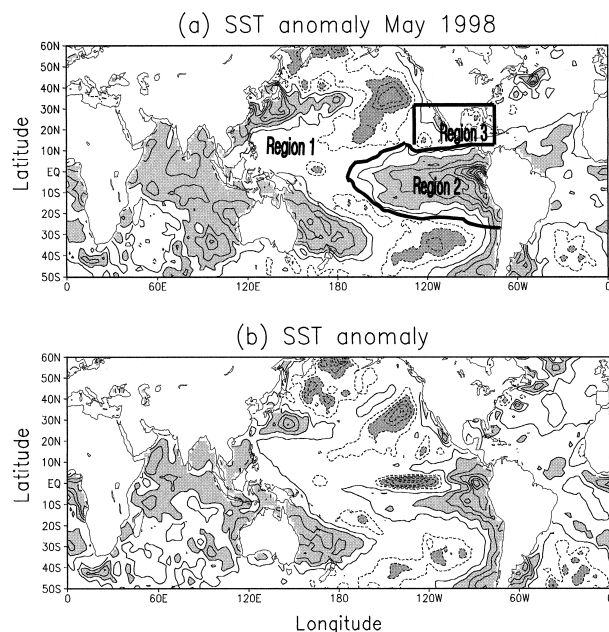 (a) SST anomaly May 1998
60N
50N
40N
30N
20N
10N
EQ
10S
20S
30S
40S
50S
Latitude
Region 1
Region 2
Region 3
0
60E
120E
180
120W
60W
0
(b) SST anomaly
60N
50N
40N
30N
20N
10N
EQ
10S
20S
30S
40S
50S
Latitude
0
60E
120E
180
120W
60W
0
Longitude